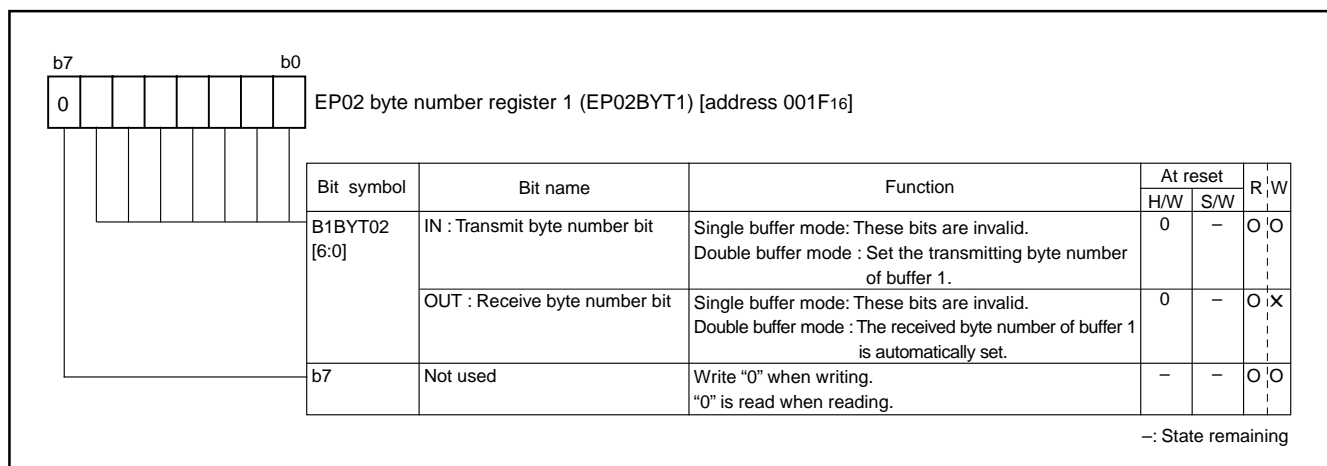 b7 b0
0 EP02 byte number register 1 (EP02BYT1) [address 001F16]
Bit symbol Bit name Function At reset R W
H/W S/W
B1BYT02 IN : Transmit byte number bit Single buffer mode: These bits are invalid. 0 – O O
[6:0] Double buffer mode : Set the transmitting byte number
of buffer 1.
OUT : Receive byte number bit Single buffer mode: These bits are invalid. 0 – O ✕
Double buffer mode : The received byte number of buffer 1
is automatically set.
b7 Not used Write “0” when writing. – – O O
“0” is read when reading.
–: State remaining